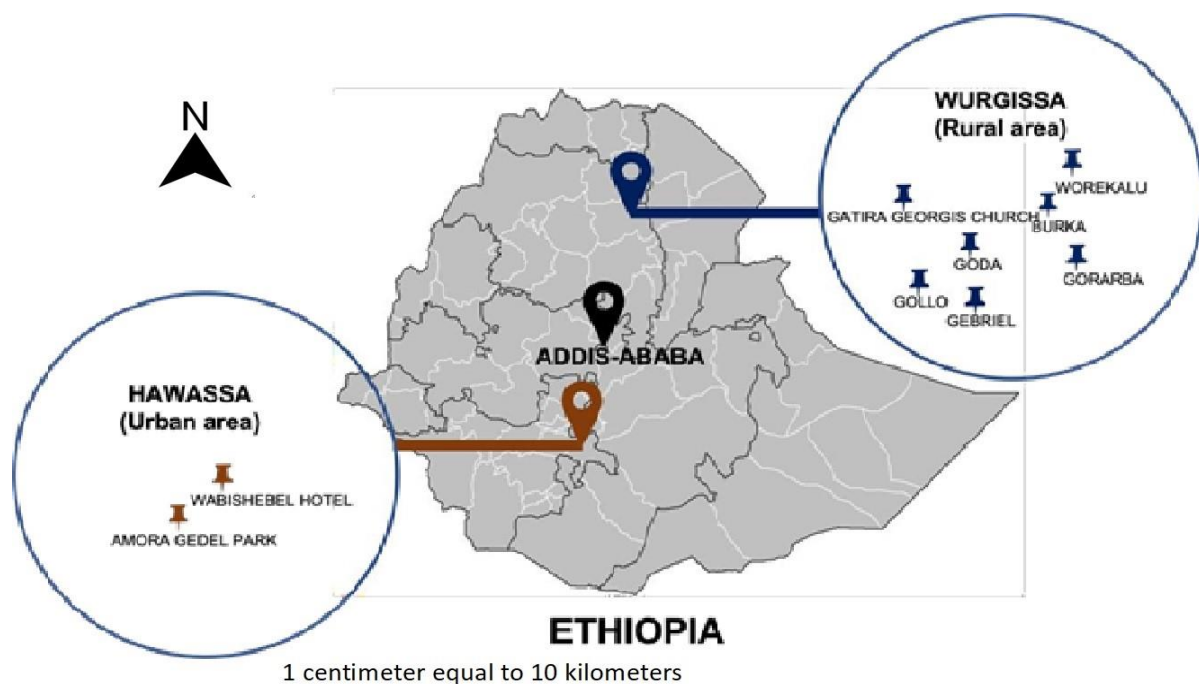 N
WURGISSA
(Rural area)
WOREKALU
GATIRA GEORGIS CHURCH
BURKA
GODA
GORARBA
GOLLO
GEBRIEL
ADDIS-ABABA
HAWASSA
(Urban area)
WABISHEBEL HOTEL
AMORA GEDEL PARK
ETHIOPIA
1 centimeter equal to 10 kilometers